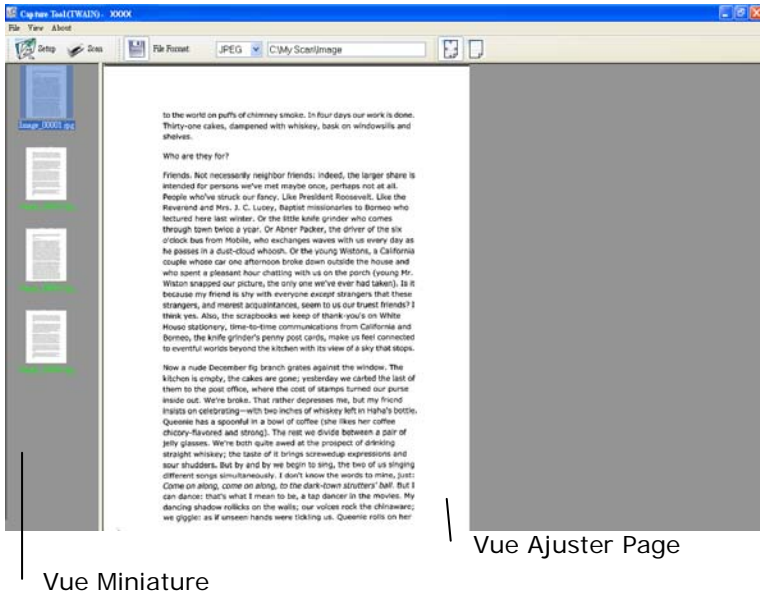 Capture Tool(TWAIN)- XXXX
File View About
Setup Scan File Format: JPEG C:\My Scan\Image
Image_00001.jpg
to the world on puffs of chimney smoke. In four days our work is done.
Thirty-one cakes, dampened with whiskey, bask on windowsills and
shelves.
Who are they for?
Friends. Not necessarily neighbor friends: indeed, the larger share is
intended for persons we've met maybe once, perhaps not at all.
People who've struck our fancy. Like President Roosevelt. Like the
Reverend and Mrs. J. C. Lucey, Baptist missionaries to Borneo who
lectured here last winter. Or the little knife grinder who comes
through town twice a year. Or Abner Packer, the driver of the six
o'clock bus from Mobile, who exchanges waves with us every day as
he passes in a dust-cloud whoosh. Or the young Wistons, a California
couple whose car one afternoon broke down outside the house and
who spent a pleasant hour chatting with us on the porch (young Mr.
Wiston snapped our picture, the only one we've ever had taken). Is it
because my friend is shy with everyone except strangers that these
strangers, and merest acquaintances, seem to us our truest friends? I
think yes. Also, the scrapbooks we keep of thank-you's on White
House stationery, time-to-time communications from California and
Borneo, the knife grinder's penny post cards, make us feel connected
to eventful worlds beyond the kitchen with its view of a sky that stops.
Now a nude December fig branch grates against the window. The
kitchen is empty, the cakes are gone; yesterday we carted the last of
them to the post office, where the cost of stamps turned our purse
inside out. We're broke. That rather depresses me, but my friend
insists on celebrating—with two inches of whiskey left in Haha's bottle.
Queenie has a spoonful in a bowl of coffee (she likes her coffee
chicory-flavored and strong). The rest we divide between a pair of
jelly glasses. We're both quite awed at the prospect of drinking
straight whiskey; the taste of it brings screwedup expressions and
sour shudders. But by and by we begin to sing, the two of us singing
different songs simultaneously. I don't know the words to mine, just:
Come on along, come on along, to the dark-town strutters' ball. But I
can dance: that's what I mean to be, a tap dancer in the movies. My
dancing shadow rollicks on the walls; our voices rock the chinaware;
we giggle: as if unseen hands were tickling us. Queenie rolls on her
Vue Ajuster Page
Vue Miniature